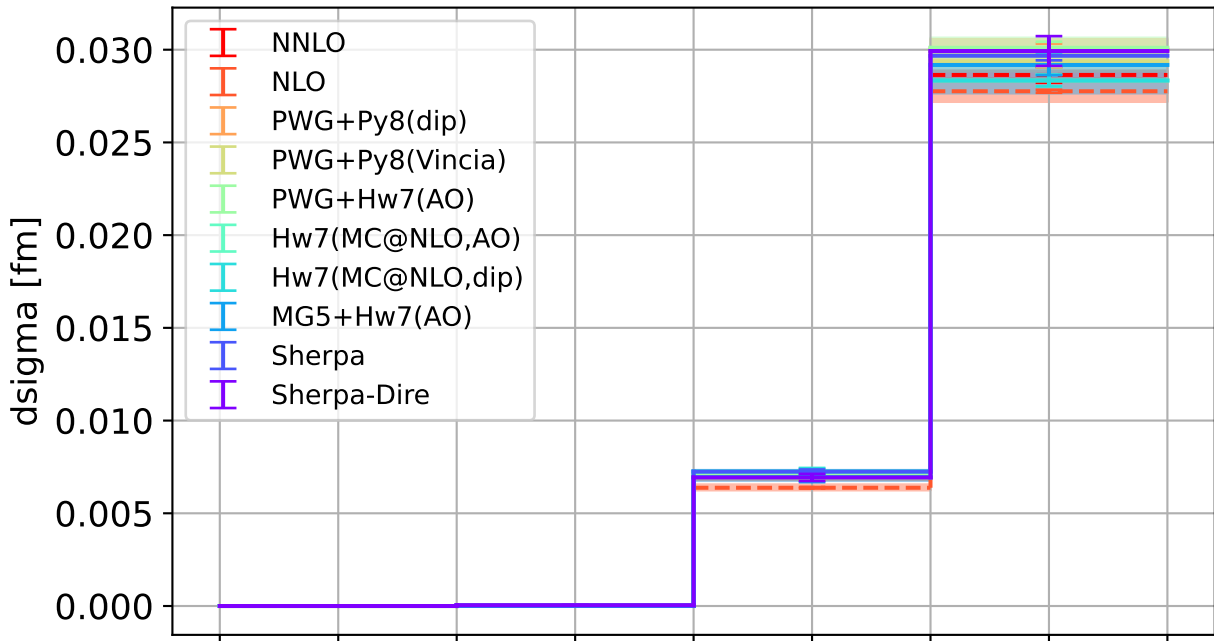 0.030
0.025
0.020
0.015
0.010
0.005
0.000
dsigma [fm]
NNLO
NLO
PWG+Py8(dip)
PWG+Py8(Vincia)
PWG+Hw7(AO)
Hw7(MC@NLO,AO)
Hw7(MC@NLO,dip)
MG5+Hw7(AO)
Sherpa
Sherpa-Dire